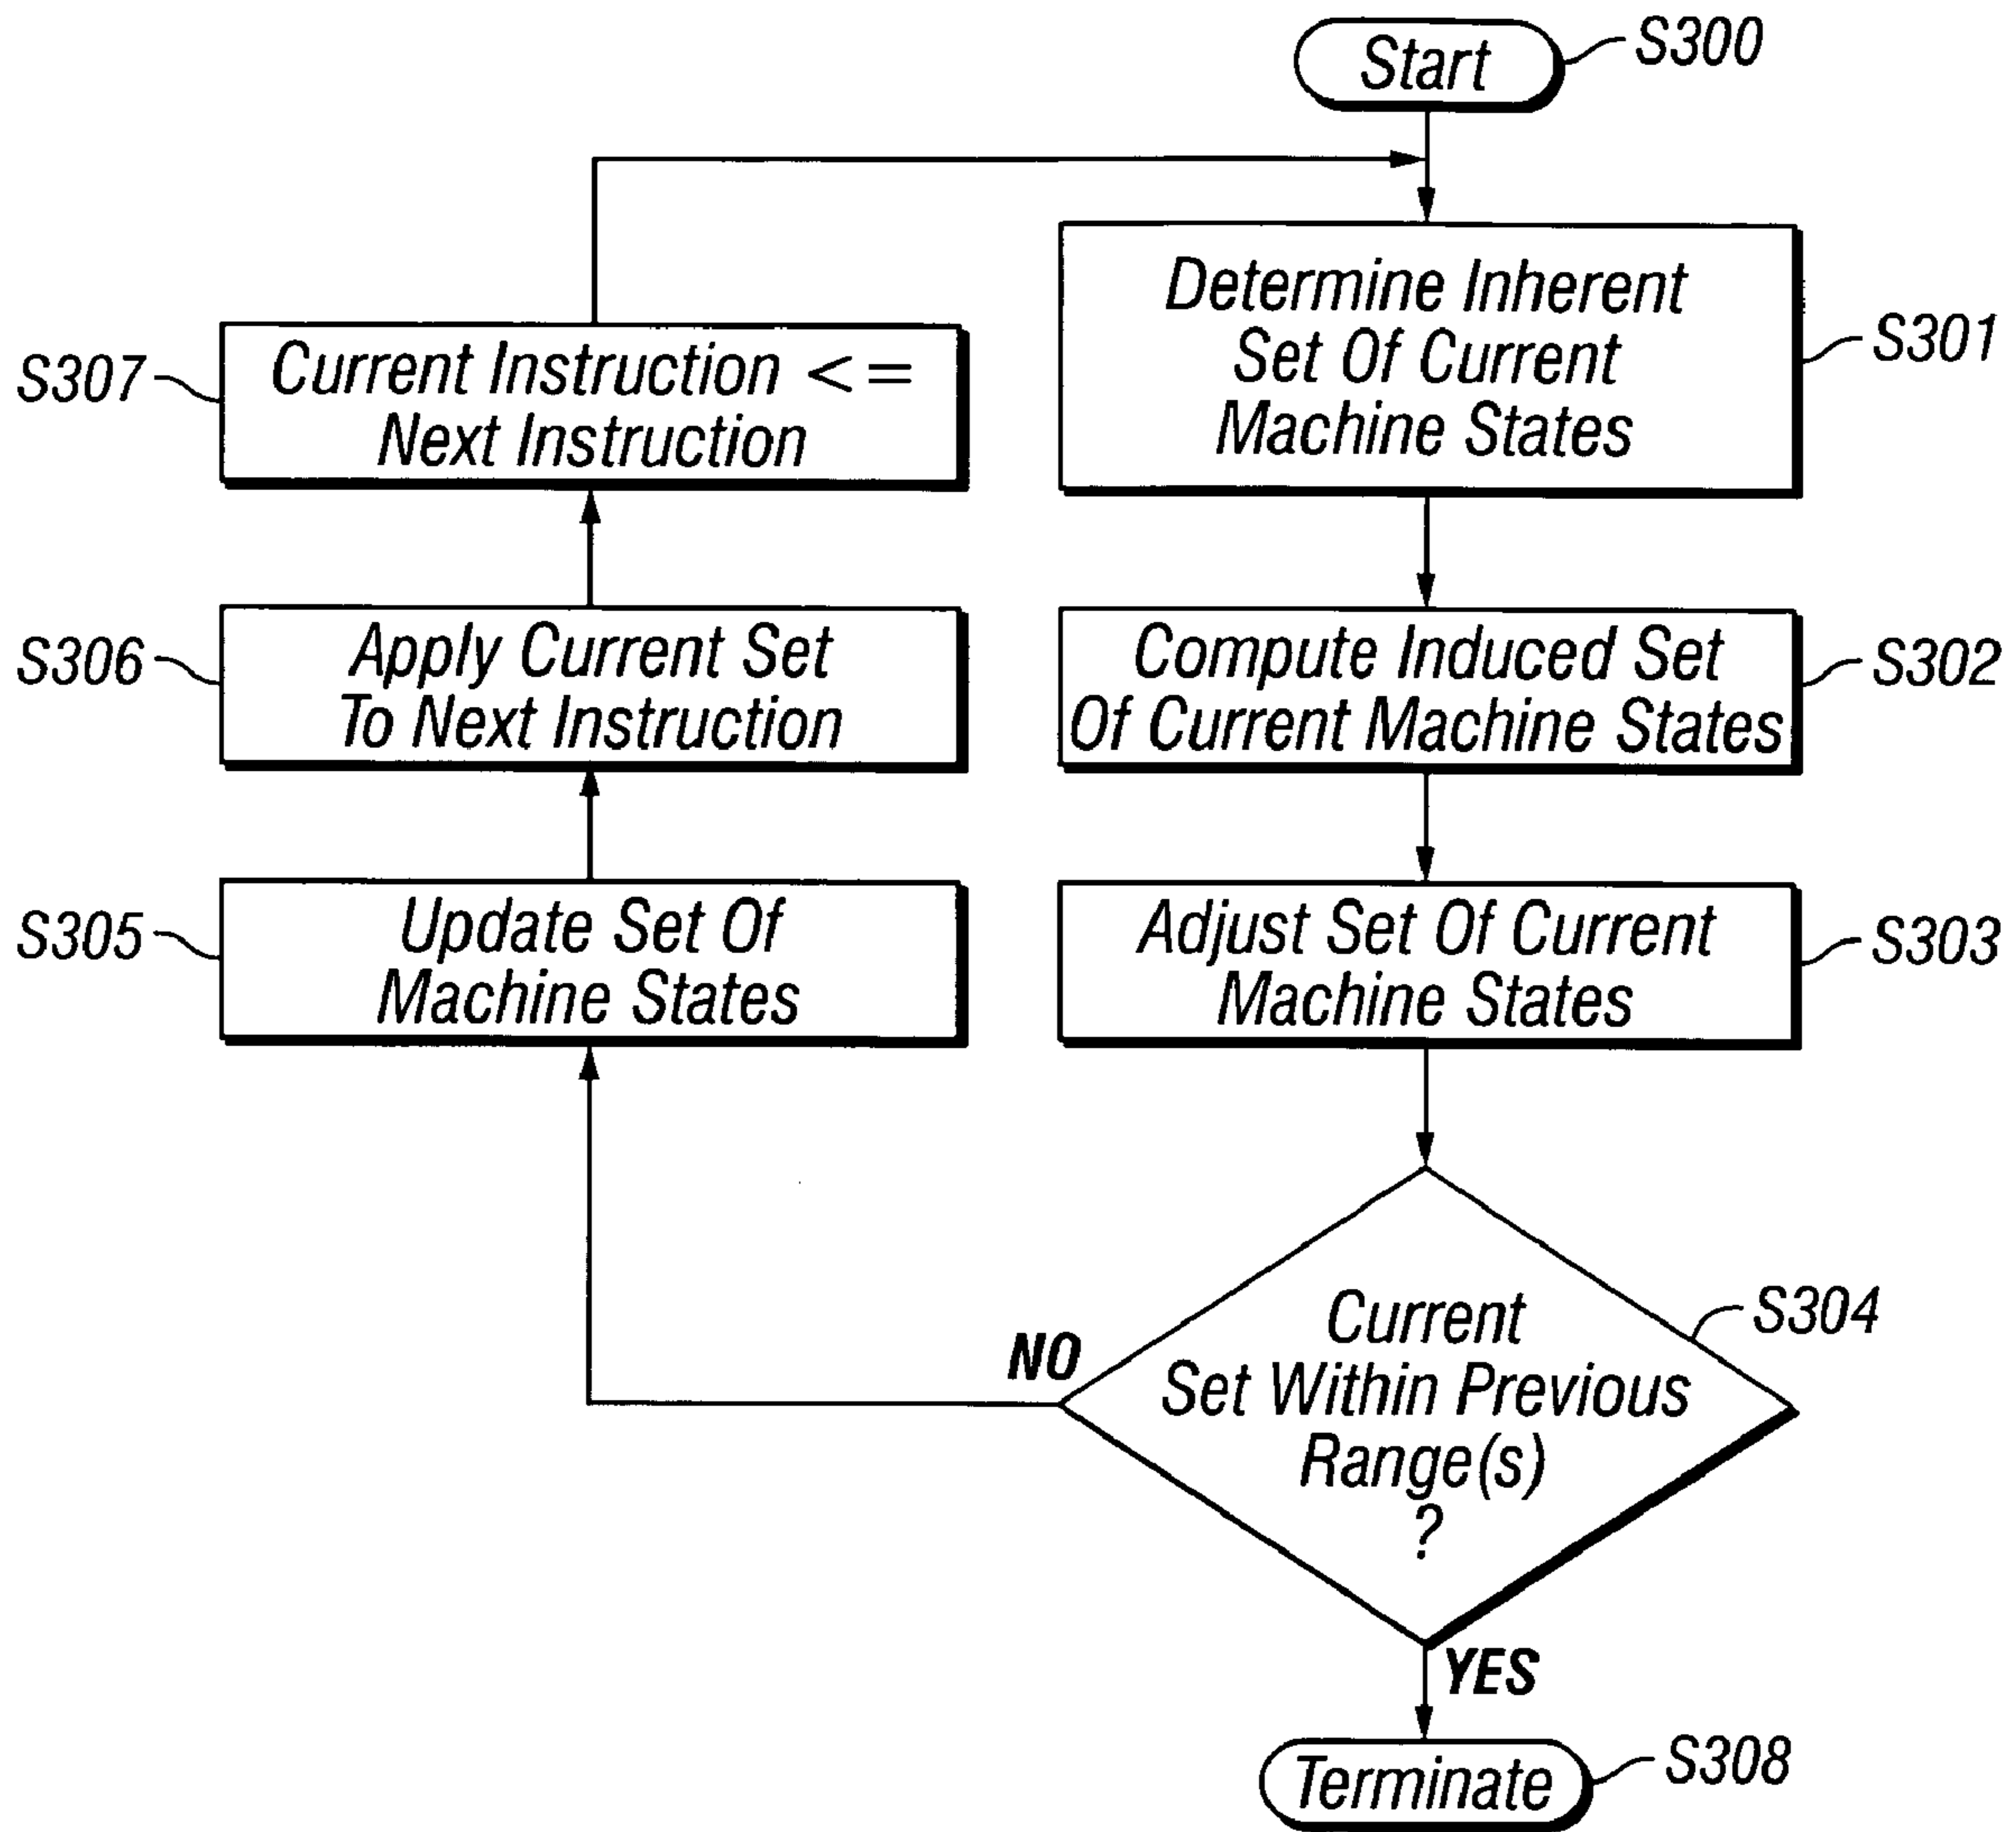 Start
S300
Determine Inherent
Set Of Current
Machine States
S301
Compute Induced Set
Of Current Machine States
S302
Adjust Set Of Current
Machine States
S303
Current
Set Within Previous
Range(s)
?
S304
NO
YES
Update Set Of
Machine States
S305
Apply Current Set
To Next Instruction
S306
Current Instruction < =
Next Instruction
S307
Terminate
S308